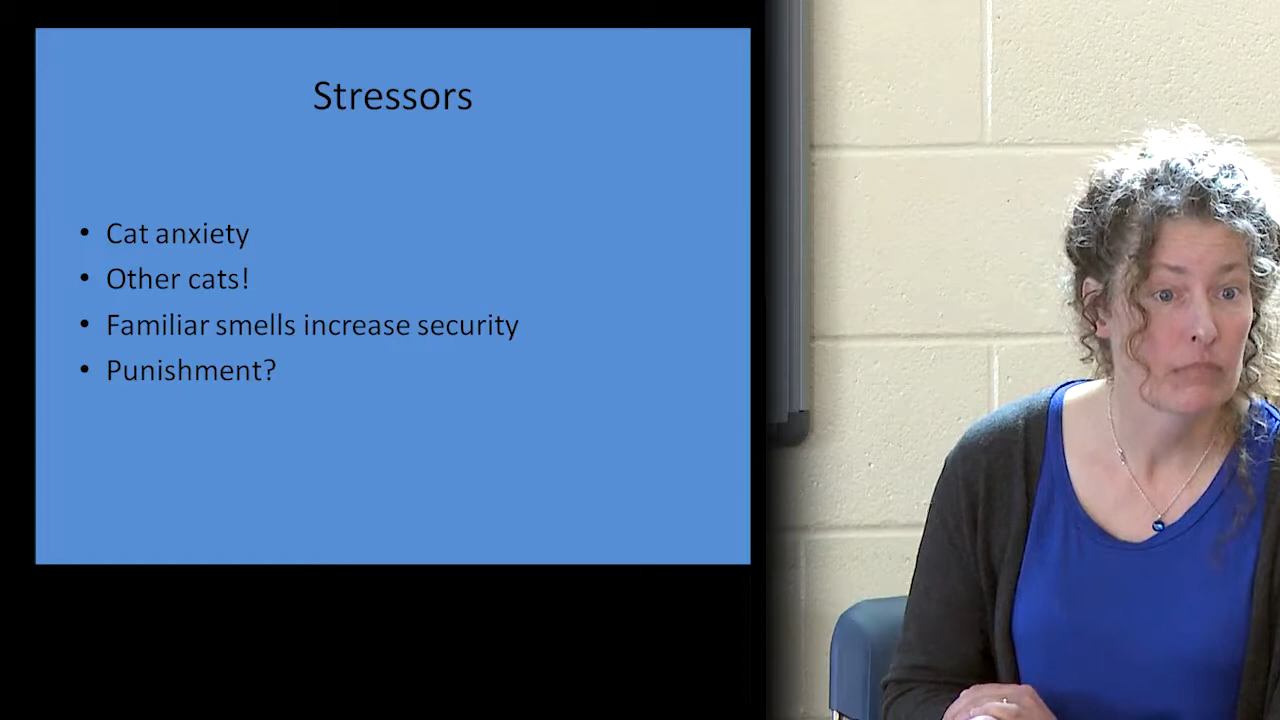 Stressors
• Cat anxiety
• Other cats!
• Familiar smells increase security
• Punishment?